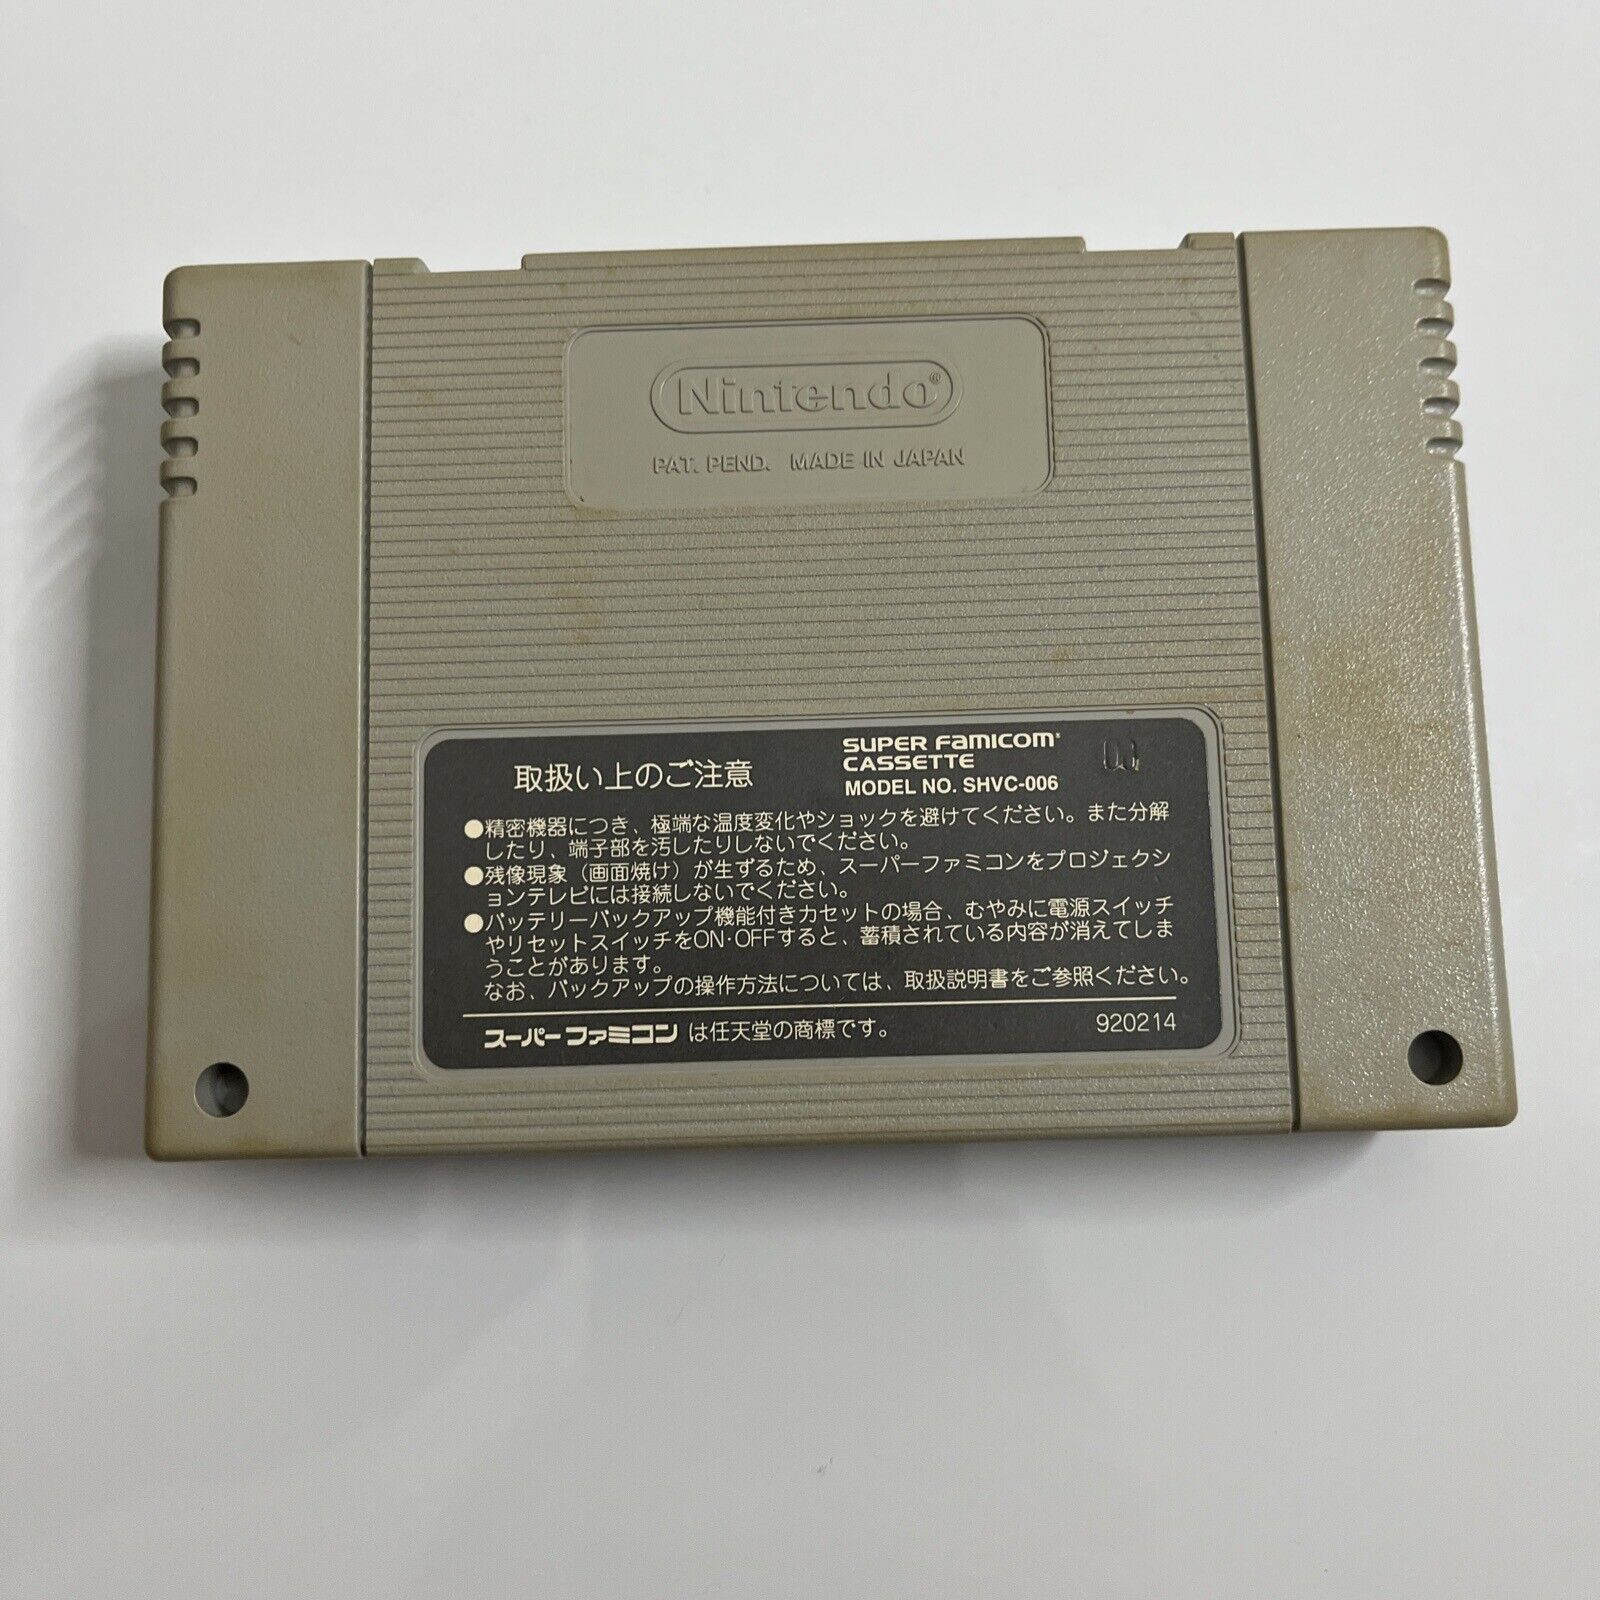 Nintendo®
PAT. PEND. MADE IN JAPAN
取扱い上のご注意
SUPER FAMICOM®
CASSETTE
MODEL NO. SHVC-006
●精密機器につき、極端な温度変化やショックを避けてください。また分解
したり、端子部を汚したりしないでください。
●残像現象(画面焼け)が生ずるため、スーパーファミコンをプロジェクシ
ョンテレビには接続しないでください。
●バッテリーバックアップ機能付きカセットの場合、むやみに電源スイッチ
やリセットスイッチをON·OFFすると、蓄積されている内容が消えてしま
うことがあります。
なお、バックアップの操作方法については、取扱説明書をご参照ください。
スーパーファミコンは任天堂の商標です。
920214